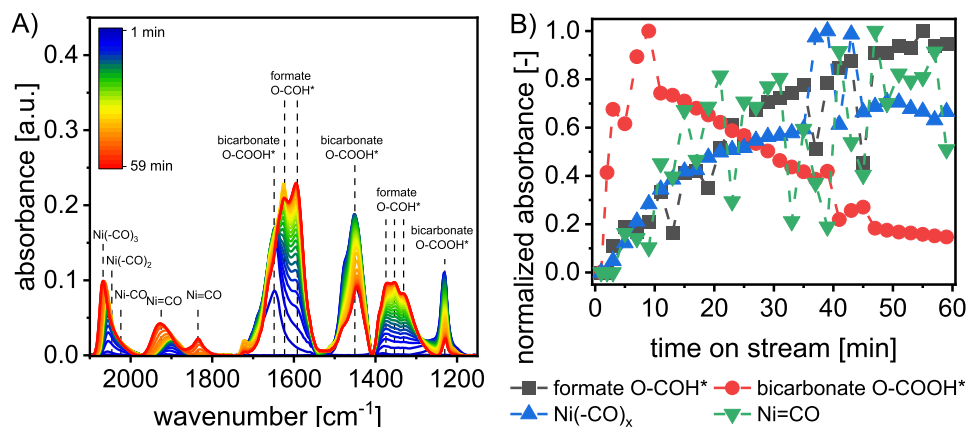 A)
absorbance [a.u.]
0.4
0.3
0.2
0.1
0.0
1 min
59 min
formate
O-COH*
bicarbonate
O-COOH*
bicarbonate
O-COOH*
formate
O-COH*
bicarbonate
O-COOH*
Ni(-CO)₃
Ni(-CO)₂
Ni-CO
Ni=CO
Ni=CO
2000 1800 1600 1400 1200
wavenumber [cm⁻¹]
B)
normalized absorbance [-]
1.0
0.8
0.6
0.4
0.2
0.0
0 10 20 30 40 50 60
time on stream [min]
formate O-COH*
bicarbonate O-COOH*
Ni(-CO)ₓ
Ni=CO